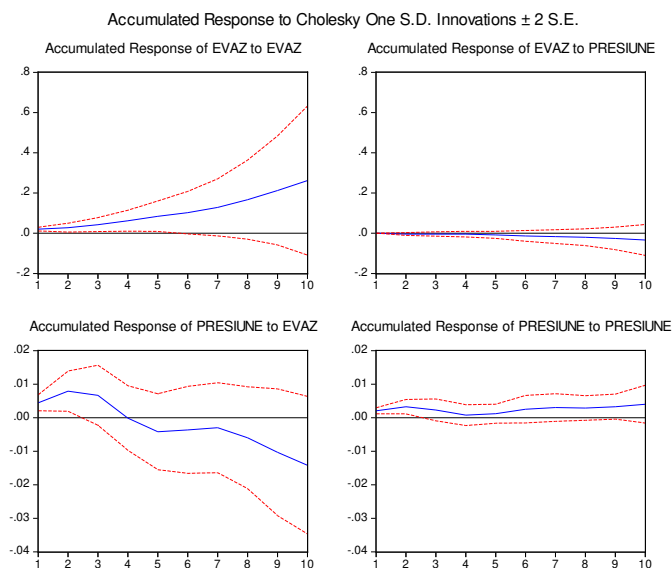 Accumulated Response to Cholesky One S.D. Innovations ± 2 S.E.
Accumulated Response of EVAZ to EVAZ
.8
.6
.4
.2
.0
-.2
1 2 3 4 5 6 7 8 9 10
Accumulated Response of EVAZ to PRESIUNE
.8
.6
.4
.2
.0
-.2
1 2 3 4 5 6 7 8 9 10
Accumulated Response of PRESIUNE to EVAZ
.02
.01
.00
-.01
-.02
-.03
-.04
1 2 3 4 5 6 7 8 9 10
Accumulated Response of PRESIUNE to PRESIUNE
.02
.01
.00
-.01
-.02
-.03
-.04
1 2 3 4 5 6 7 8 9 10